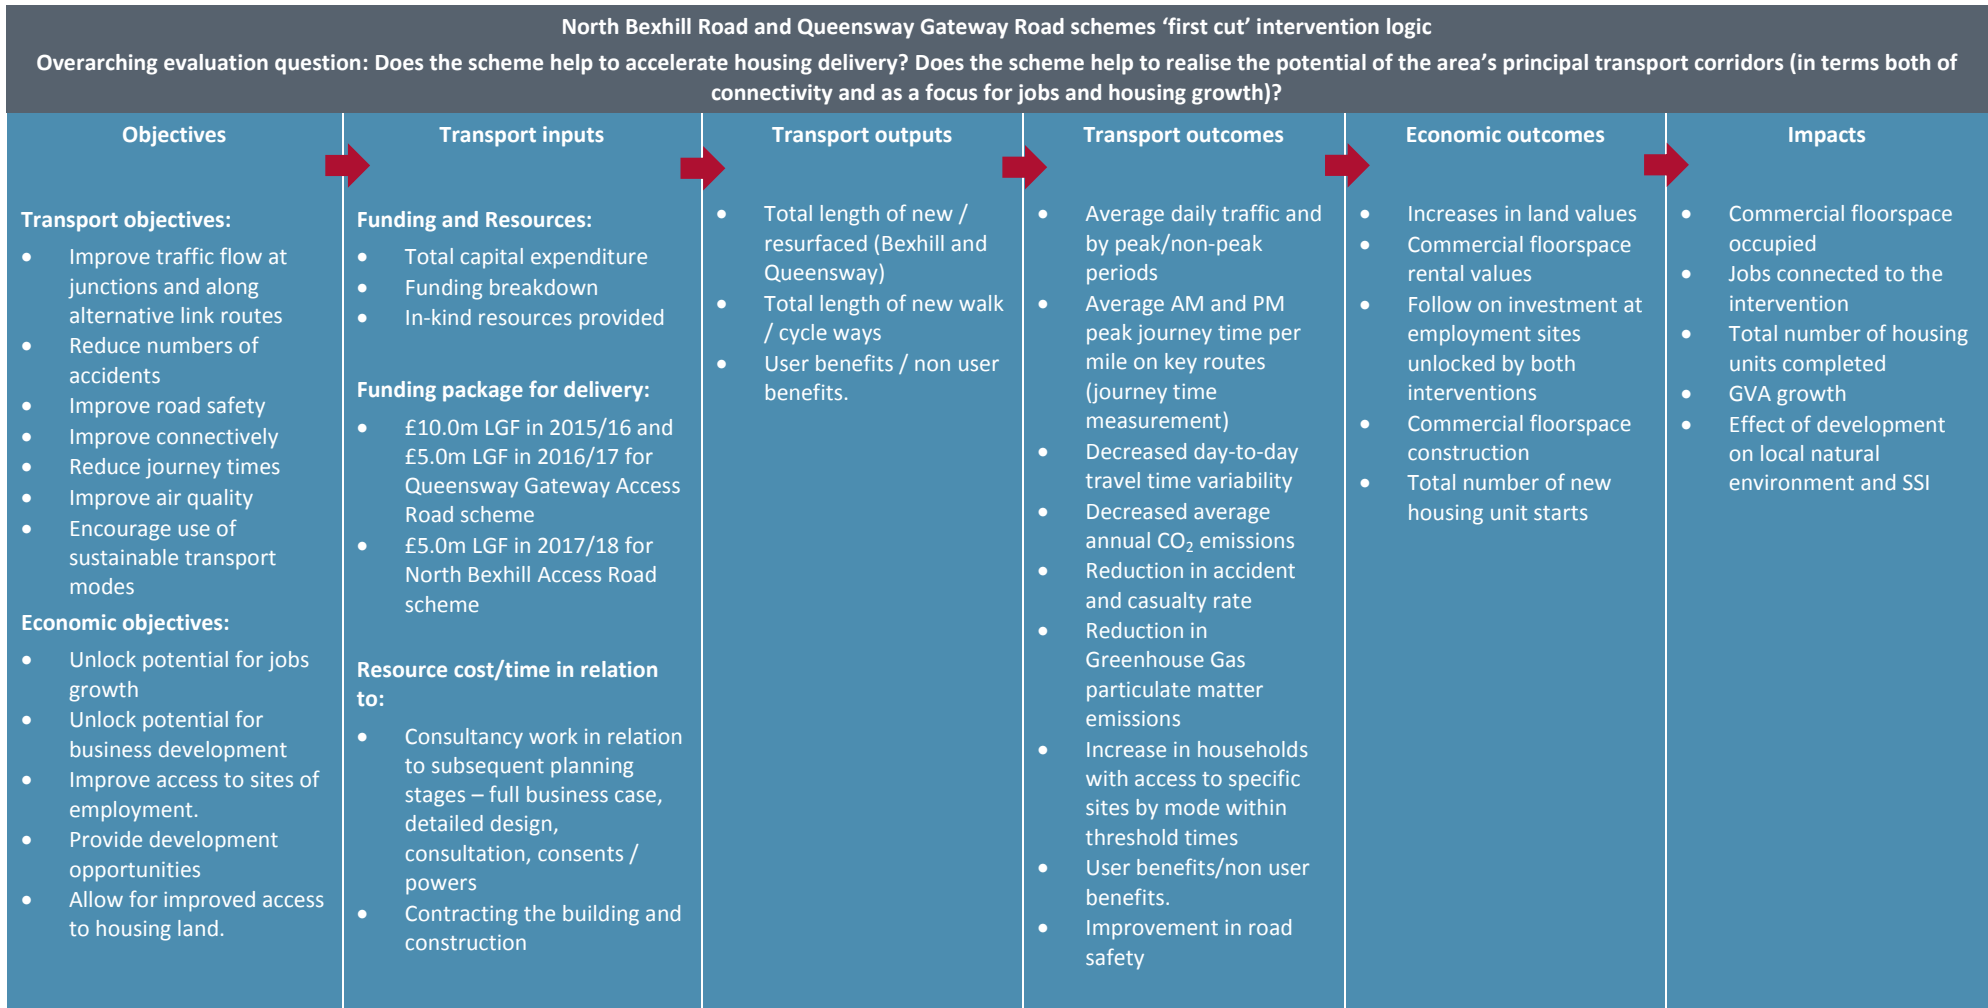 North Bexhill Road and Queensway Gateway Road schemes ‘first cut’ intervention logic
Overarching evaluation question: Does the scheme help to accelerate housing delivery? Does the scheme help to realise the potential of the area’s principal transport corridors (in terms both of
connectivity and as a focus for jobs and housing growth)?
Objectives
Transport objectives:
• Improve traffic flow at
junctions and along
alternative link routes
• Reduce numbers of
accidents
• Improve road safety
• Improve connectively
• Reduce journey times
• Improve air quality
• Encourage use of
sustainable transport
modes
Economic objectives:
• Unlock potential for jobs
growth
• Unlock potential for
business development
• Improve access to sites of
employment.
• Provide development
opportunities
• Allow for improved access
to housing land.
Transport inputs
Funding and Resources:
• Total capital expenditure
• Funding breakdown
• In-kind resources provided
Funding package for delivery:
• £10.0m LGF in 2015/16 and
£5.0m LGF in 2016/17 for
Queensway Gateway Access
Road scheme
• £5.0m LGF in 2017/18 for
North Bexhill Access Road
scheme
Resource cost/time in relation
to:
• Consultancy work in relation
to subsequent planning
stages – full business case,
detailed design,
consultation, consents /
powers
• Contracting the building and
construction
Transport outputs
• Total length of new /
resurfaced (Bexhill and
Queensway)
• Total length of new walk
/ cycle ways
• User benefits / non user
benefits.
Transport outcomes
• Average daily traffic and
by peak/non-peak
periods
• Average AM and PM
peak journey time per
mile on key routes
(journey time
measurement)
• Decreased day-to-day
travel time variability
• Decreased average
annual CO₂ emissions
• Reduction in accident
and casualty rate
• Reduction in
Greenhouse Gas
particulate matter
emissions
• Increase in households
with access to specific
sites by mode within
threshold times
• User benefits/non user
benefits.
• Improvement in road
safety
Economic outcomes
• Increases in land values
• Commercial floorspace
rental values
• Follow on investment at
employment sites
unlocked by both
interventions
• Commercial floorspace
construction
• Total number of new
housing unit starts
Impacts
• Commercial floorspace
occupied
• Jobs connected to the
intervention
• Total number of housing
units completed
• GVA growth
• Effect of development
on local natural
environment and SSI